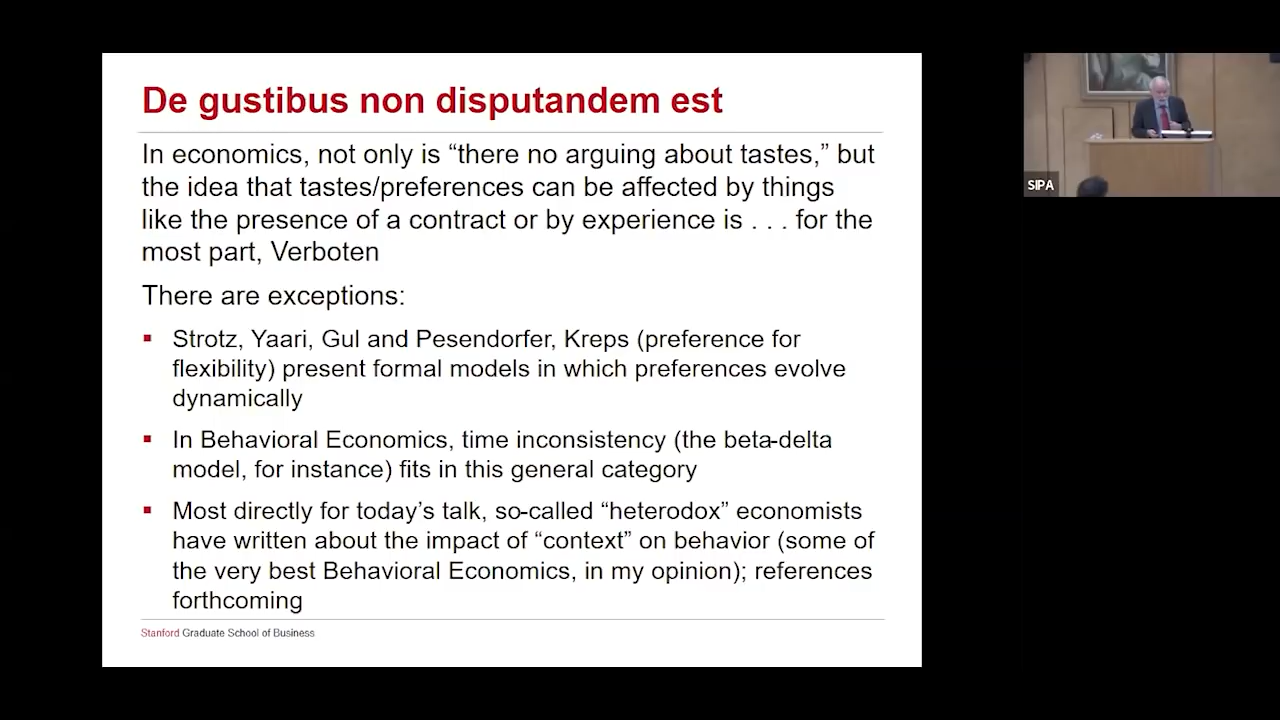 De gustibus non disputandem est
In economics, not only is “there no arguing about tastes,” but
the idea that tastes/preferences can be affected by things
like the presence of a contract or by experience is . . . for the
most part, Verboten
There are exceptions:
▪ Strotz, Yaari, Gul and Pesendorfer, Kreps (preference for
flexibility) present formal models in which preferences evolve
dynamically
▪ In Behavioral Economics, time inconsistency (the beta-delta
model, for instance) fits in this general category
▪ Most directly for today’s talk, so-called “heterodox” economists
have written about the impact of “context” on behavior (some of
the very best Behavioral Economics, in my opinion); references
forthcoming
Stanford Graduate School of Business
SIPA